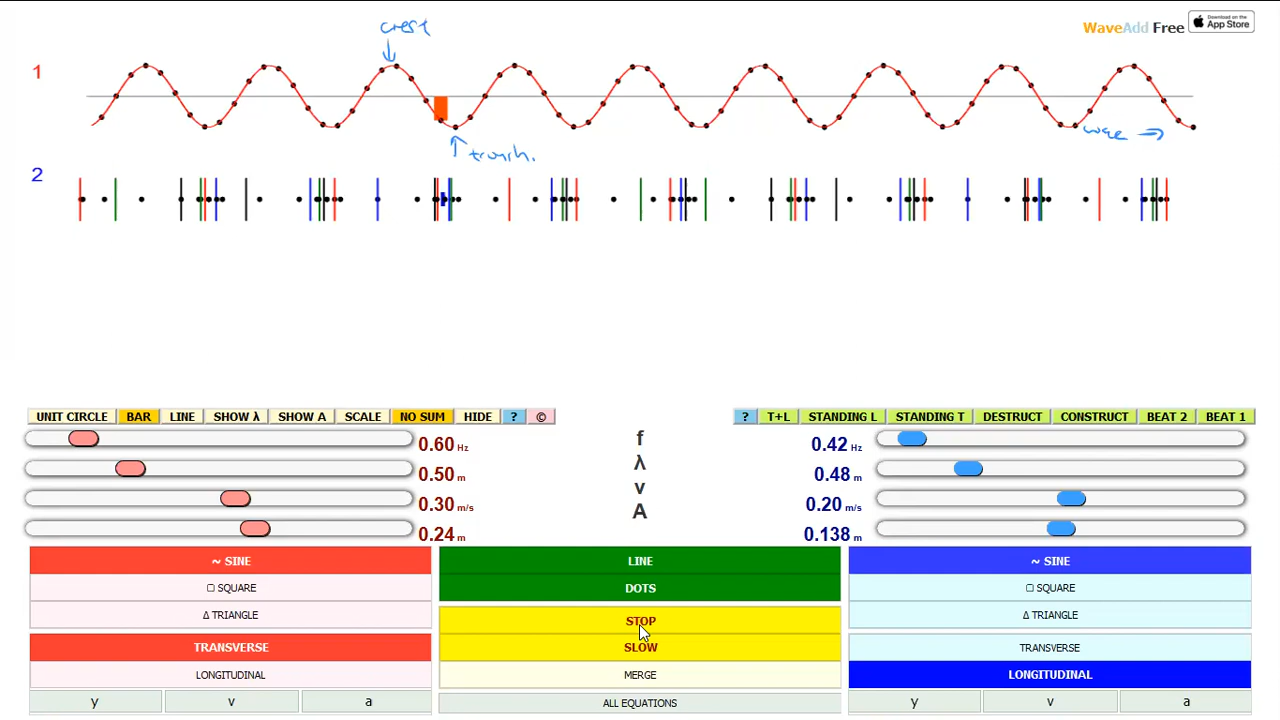 crest
WaveAdd Free
Download on the
App Store
1
wave
trough.
2
UNIT CIRCLE BAR LINE SHOW λ SHOW A SCALE NO SUM HIDE ? ©
? T+L STANDING L STANDING T DESTRUCT CONSTRUCT BEAT 2 BEAT 1
0.60 Hz f 0.42 Hz
0.50 m λ 0.48 m
0.30 m/s v 0.20 m/s
0.24 m A 0.138 m
~ SINE LINE ~ SINE
▢ SQUARE DOTS ▢ SQUARE
Δ TRIANGLE STOP Δ TRIANGLE
TRANSVERSE SLOW TRANSVERSE
LONGITUDINAL MERGE LONGITUDINAL
y v a ALL EQUATIONS y v a